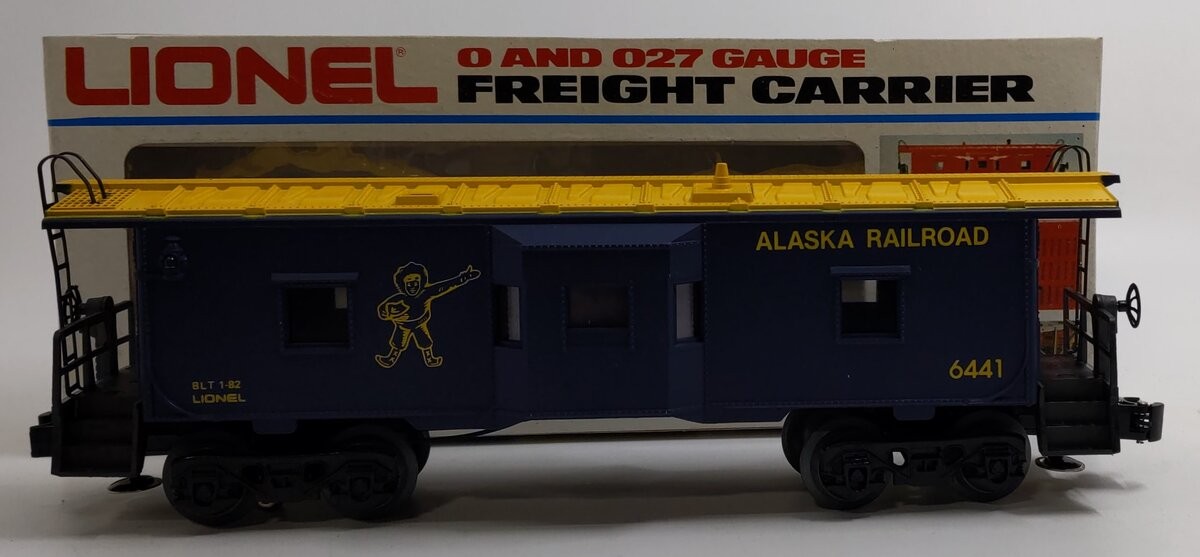 LIONEL®
O AND O27 GAUGE
FREIGHT CARRIER
ALASKA RAILROAD
6441
BLT 1-82
LIONEL